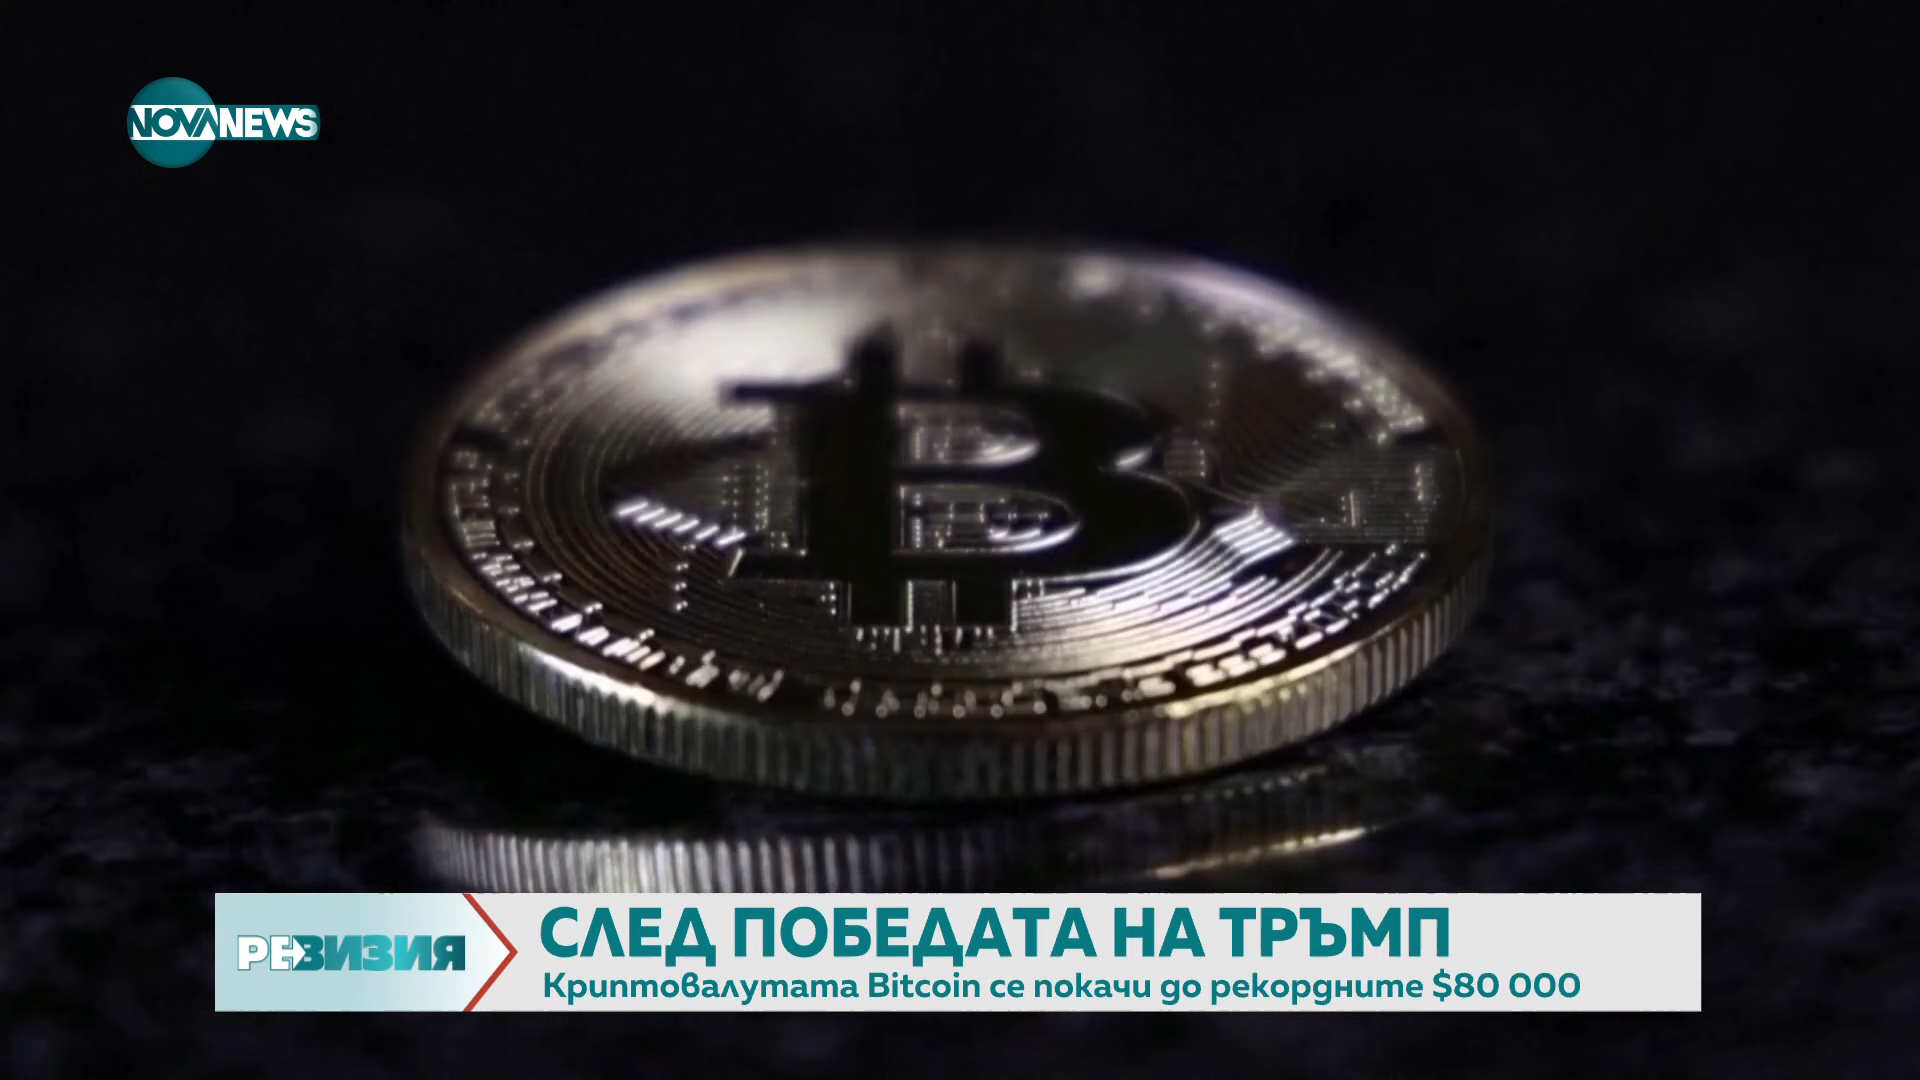 NOVANEWS
РЕВИЗИЯ
СЛЕД ПОБЕДАТА НА ТРЪМП
Криптовалутата Bitcoin се покачи до рекордните $80 000